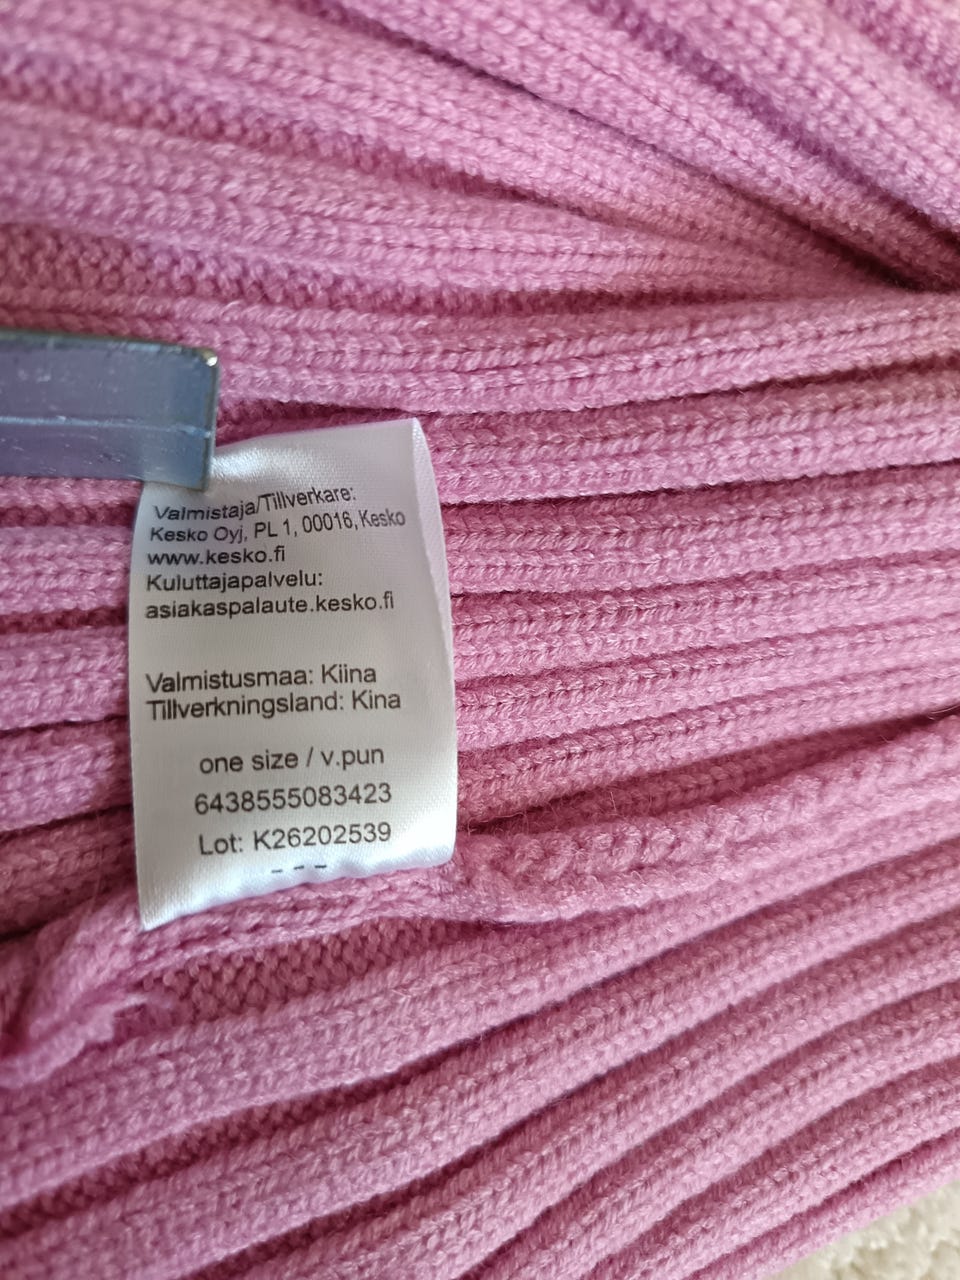 Valmistaja/Tillverkare:
Kesko Oyj, PL 1, 00016, Kesko
www.kesko.fi
Kuluttajapalvelu:
asiakaspalaute.kesko.fi
Valmistusmaa: Kiina
Tillverkningsland: Kina
one size / v.pun
6438555083423
Lot: K26202539
- - -